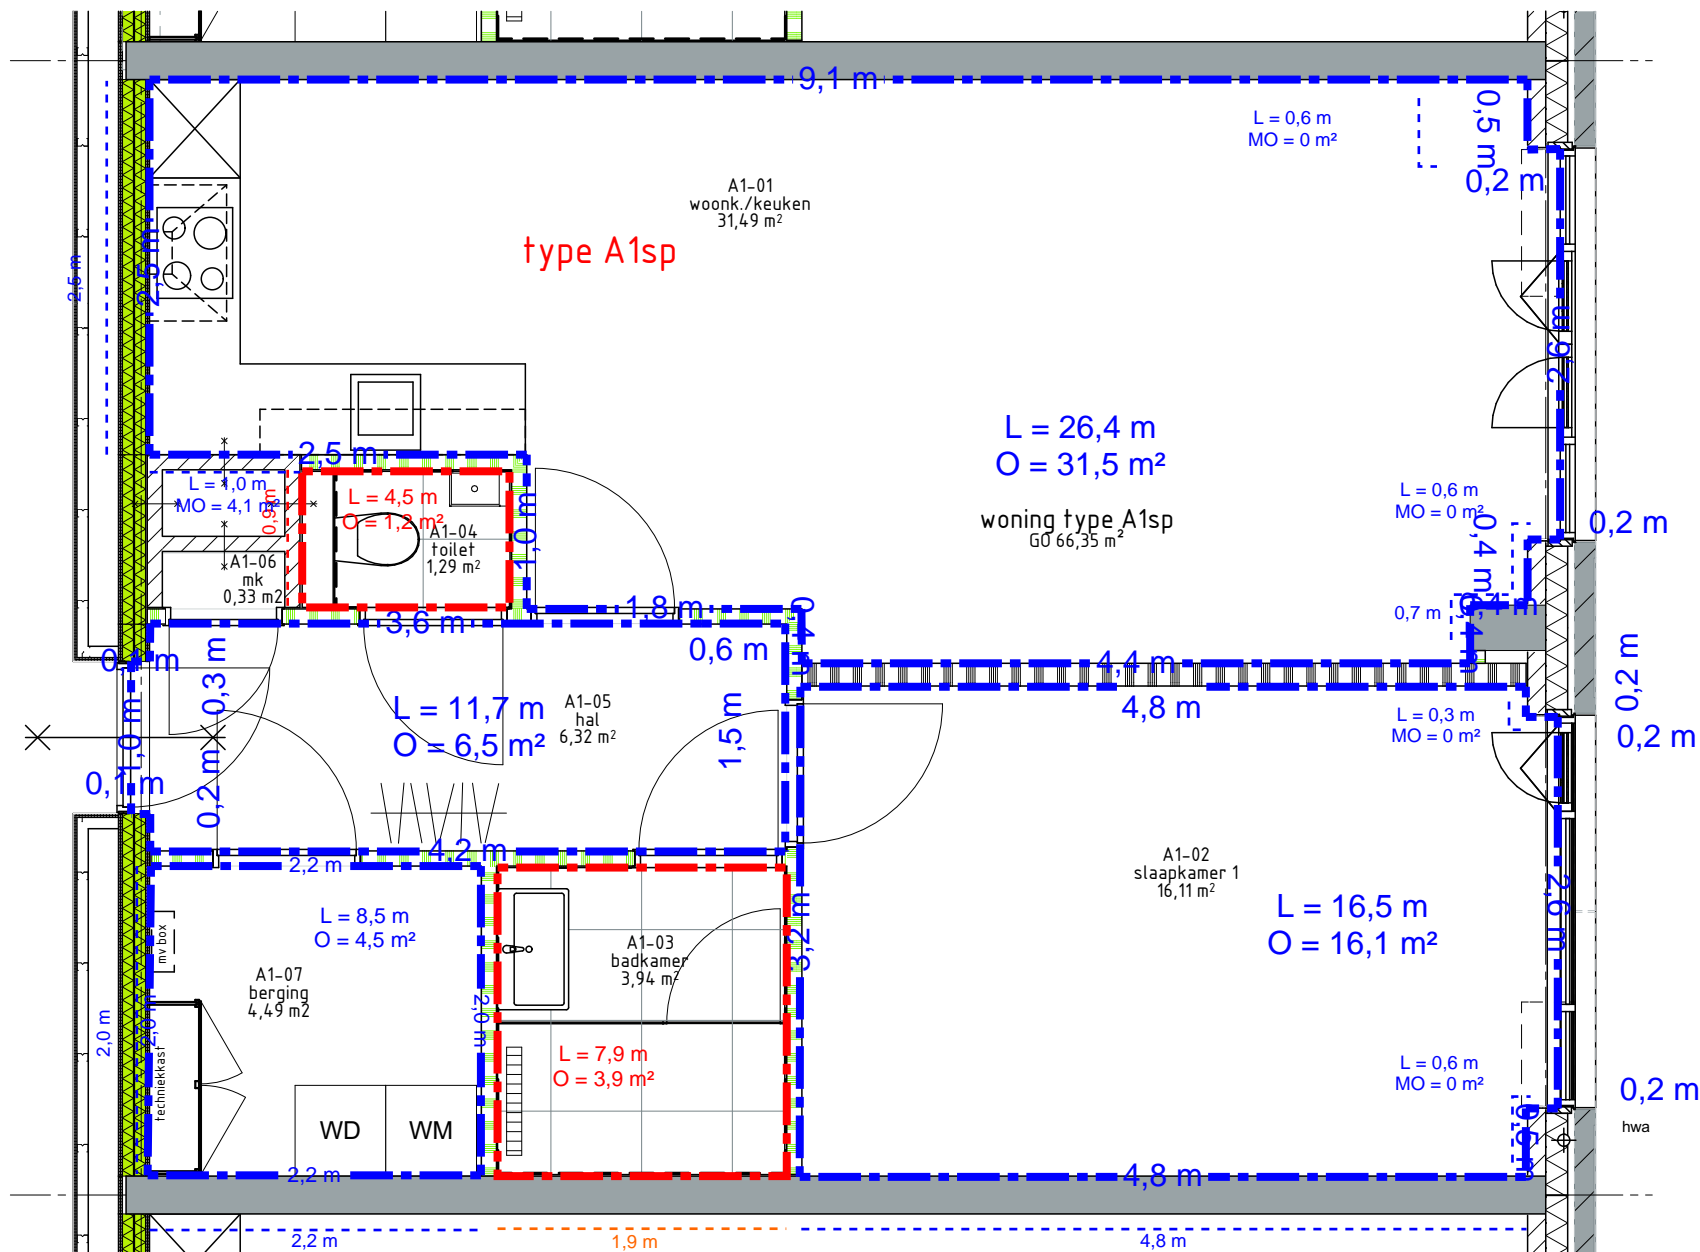 9,1 m
L = 0,6 m
MO = 0 m²
0,5 m
0,2 m
A1-01
woonk./keuken
31,49 m²
type A1sp
2,5 m
2,5 m
2,6 m
L = 26,4 m
O = 31,5 m²
2,5 m
L = 1,0 m
MO = 4,1 m²
0,9 m
L = 4,5 m
O = 1,2 m²
A1-04
toilet
1,29 m²
1,0 m
woning type A1sp
GO 66,35 m²
L = 0,6 m
MO = 0 m²
0,4 m
0,2 m
A1-06
mk
0,33 m2
3,6 m
1,8 m
0,4 m
0,4 m
0,7 m
0,4 m
0,6 m
0,1 m
0,3 m
4,4 m
0,2 m
L = 11,7 m
O = 6,5 m²
A1-05
hal
6,32 m²
1,5 m
4,8 m
L = 0,3 m
MO = 0 m²
0,2 m
1,0 m
0,1 m
0,2 m
4,2 m
2,2 m
A1-02
slaapkamer 1
16,11 m²
L = 16,5 m
O = 16,1 m²
2,6 m
3,2 m
L = 8,5 m
O = 4,5 m²
mv box
A1-03
badkamer
3,94 m²
A1-07
berging
4,49 m2
2,0 m
2,0 m
2,0 m
techniekkast
L = 7,9 m
O = 3,9 m²
L = 0,6 m
MO = 0 m²
0,2 m
hwa
0,5 m
WD
WM
2,2 m
4,8 m
2,2 m
1,9 m
4,8 m